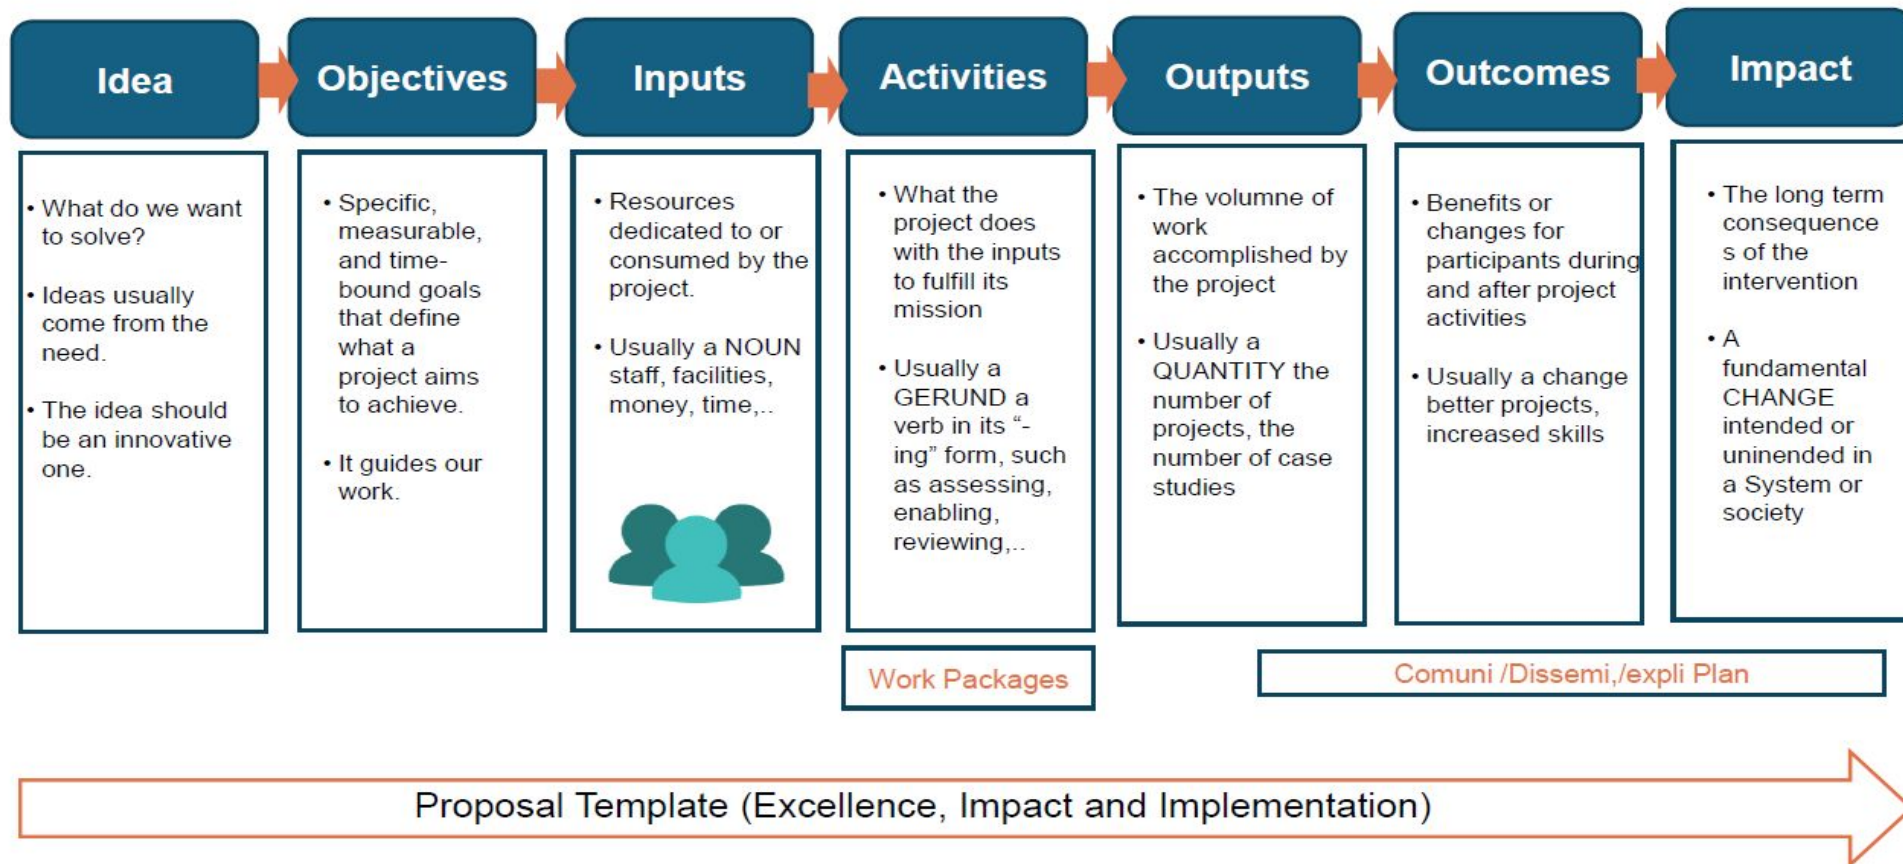 Idea
Objectives
Inputs
Activities
Outputs
Outcomes
Impact
• What do we want
to solve?
• Ideas usually
come from the
need.
• The idea should
be an innovative
one.
• Specific,
measurable,
and time-
bound goals
that define
what a
project aims
to achieve.
• It guides our
work.
• Resources
dedicated to or
consumed by the
project.
• Usually a NOUN
staff, facilities,
money, time,..
• What the
project does
with the inputs
to fulfill its
mission
• Usually a
GERUND a
verb in its “-
ing” form, such
as assessing,
enabling,
reviewing,..
• The volumne of
work
accomplished by
the project
• Usually a
QUANTITY the
number of
projects, the
number of case
studies
• Benefits or
changes for
participants during
and after project
activities
• Usually a change
better projects,
increased skills
• The long term
consequence
s of the
intervention
• A
fundamental
CHANGE
intended or
uninended in
a System or
society
Work Packages
Comuni /Dissemi,/expli Plan
Proposal Template (Excellence, Impact and Implementation)